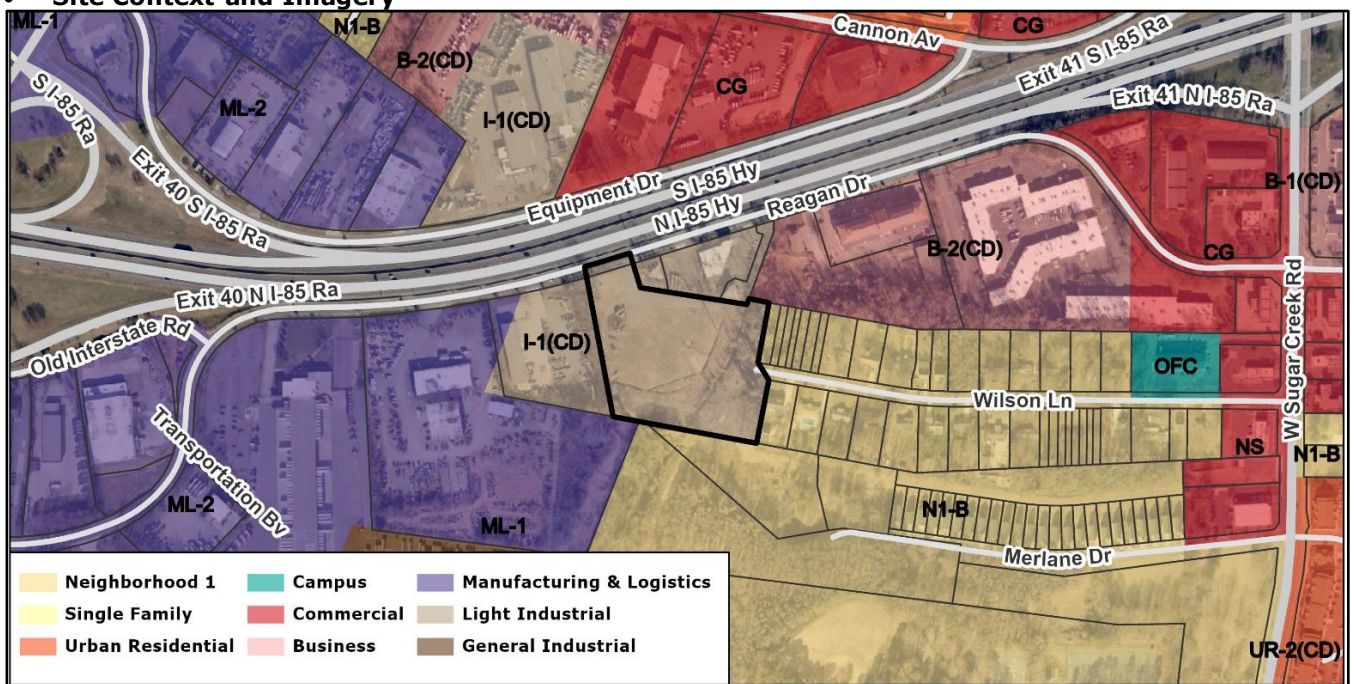 • Site Context and Imagery
ML-1
N1-B
B-2(CD)
Cannon Av
CG
Exit 41 S I-85 Ra
S I-85 Ra
ML-2
I-1(CD)
CG
Exit 41 N I-85 Ra
Exit 40 S I-85 Ra
Equipment Dr
S I-85 Hy
N I-85 Hy
Reagan Dr
B-1(CD)
B-2(CD)
CG
Exit 40 N I-85 Ra
Old Interstate Rd
I-1(CD)
OFC
W Sugar Creek Rd
Wilson Ln
Transportation Bv
NS
N1-B
ML-2
ML-1
N1-B
Merlane Dr
UR-2(CD)
Neighborhood 1
Campus
Manufacturing & Logistics
Single Family
Commercial
Light Industrial
Urban Residential
Business
General Industrial